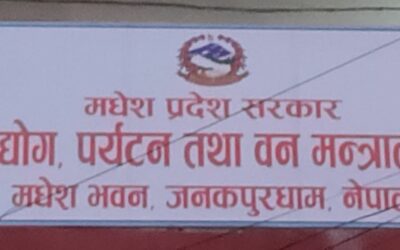 मधेश प्रदेश सरकार
द्योग, पर्यटन तथा वन मन्त्राल
मधेश भवन, जनकपुरधाम, नेपाल